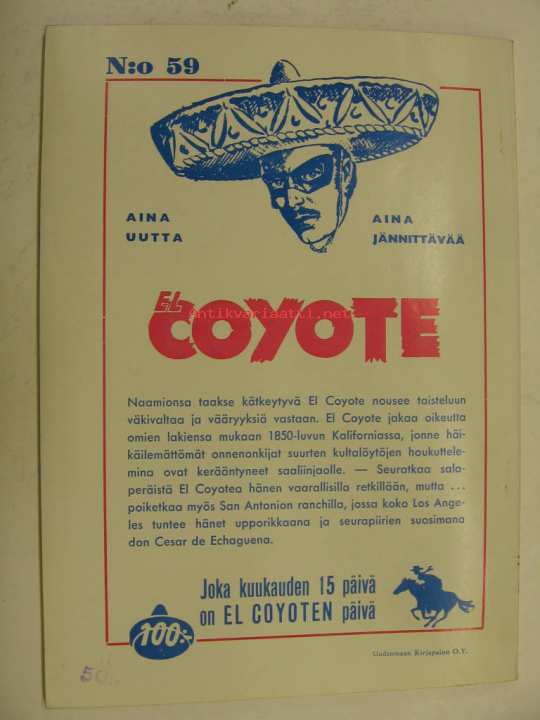 N:o 59
AINA
UUTTA
AINA
JÄNNITTÄVÄÄ
EL
COYOTE
antikvariaatit.net
Naamionsa taakse kätkeytyvä El Coyote nousee taisteluun
väkivaltaa ja vääryyksiä vastaan. El Coyote jakaa oikeutta
omien lakiensa mukaan 1850-luvun Kaliforniassa, jonne häi-
käilemättömät onnenonkijat suurten kultalöytöjen houkuttele-
mina ovat kerääntyneet saaliinjaolle. — Seuratkaa sala-
peräistä El Coyotea hänen vaarallisilla retkillään, mutta ...
poiketkaa myös San Antonion ranchilla, jossa koko Los Ange-
les tuntee hänet upporikkaana ja seurapiirien suosimana
don Cesar de Echaguena.
Joka kuukauden 15 päivä
on EL COYOTEN päivä
100:-
Uudenmaan Kirjapaino O.Y.
50